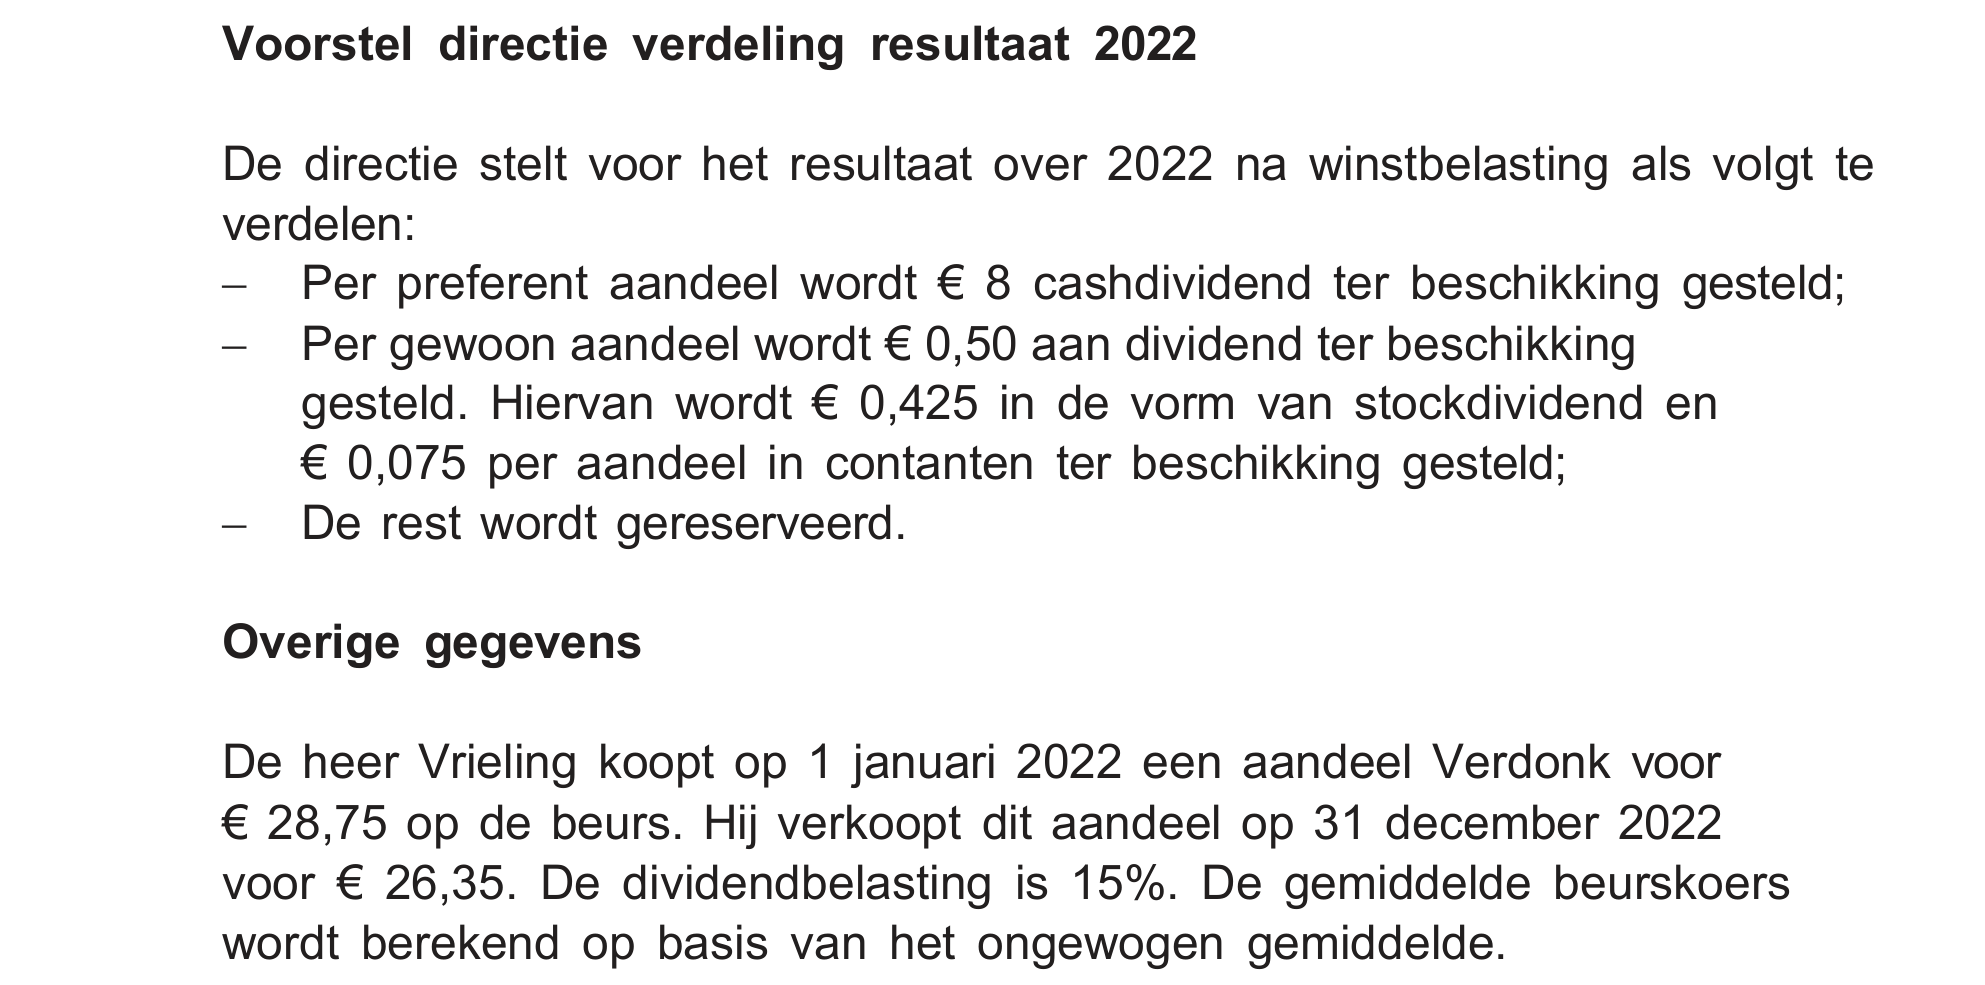 Voorstel directie verdeling resultaat 2022
De directie stelt voor het resultaat over 2022 na winstbelasting als volgt te
verdelen:
– Per preferent aandeel wordt € 8 cashdividend ter beschikking gesteld;
– Per gewoon aandeel wordt € 0,50 aan dividend ter beschikking
gesteld. Hiervan wordt € 0,425 in de vorm van stockdividend en
€ 0,075 per aandeel in contanten ter beschikking gesteld;
– De rest wordt gereserveerd.
Overige gegevens
De heer Vrieling koopt op 1 januari 2022 een aandeel Verdonk voor
€ 28,75 op de beurs. Hij verkoopt dit aandeel op 31 december 2022
voor € 26,35. De dividendbelasting is 15%. De gemiddelde beurskoers
wordt berekend op basis van het ongewogen gemiddelde.